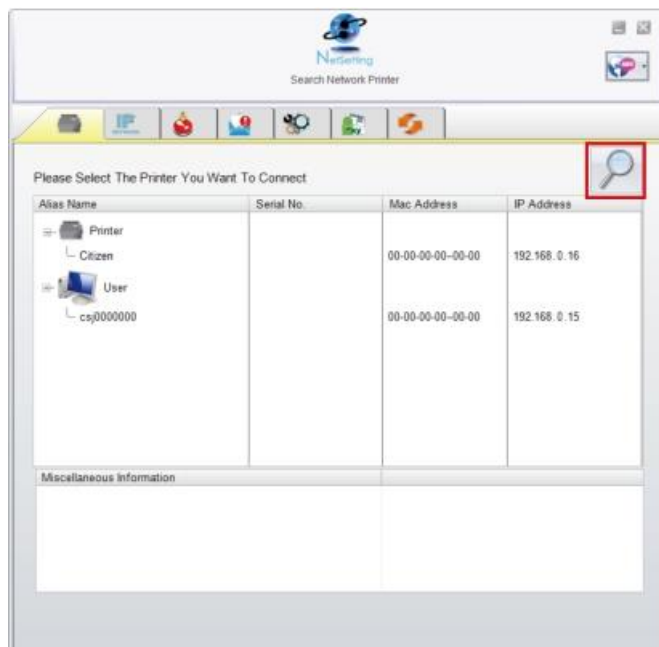 NetSetting
Search Network Printer
IP
Please Select The Printer You Want To Connect
Alias Name Serial No. Mac Address IP Address
Printer
Citizen 00-00-00-00-00-00 192.168.0.16
User
csj0000000 00-00-00-00-00-00 192.168.0.15
Miscellaneous Information